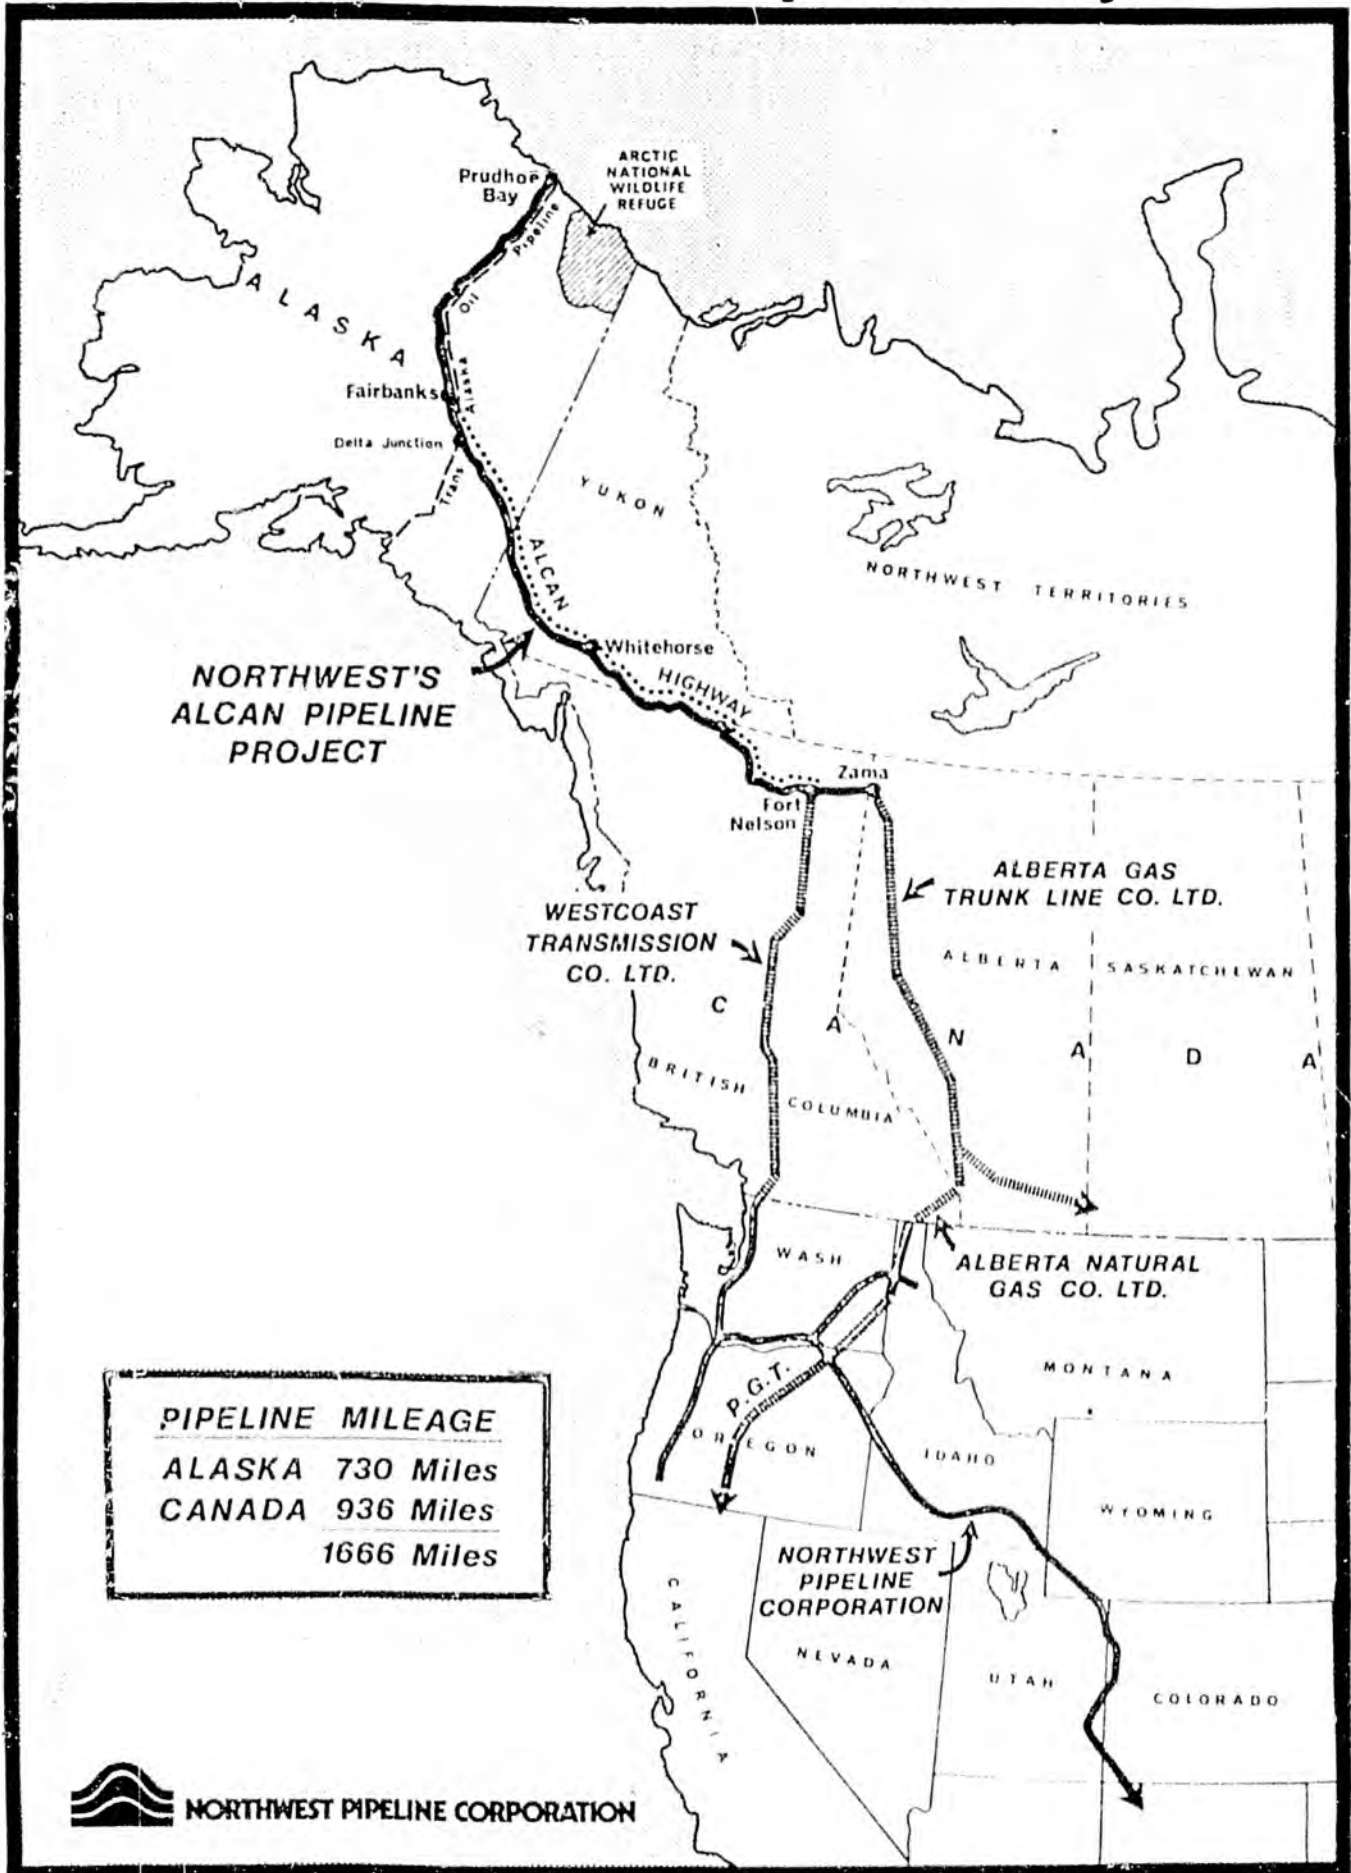 Prudhoe
Bay
ARCTIC
NATIONAL
WILDLIFE
REFUGE
Pipeline
Oil
ALASKA
Alaska
Fairbanks
Delta Junction
Trans
YUKON
ALCAN
NORTHWEST TERRITORIES
Whitehorse
HIGHWAY
NORTHWEST'S
ALCAN PIPELINE
PROJECT
Zama
Fort
Nelson
ALBERTA GAS
TRUNK LINE CO. LTD.
WESTCOAST
TRANSMISSION
CO. LTD.
ALBERTA
SASKATCHEWAN
C A N A D A
BRITISH COLUMBIA
WASH
ALBERTA NATURAL
GAS CO. LTD.
MONTANA
P.G.T.
OREGON
IDAHO
WYOMING
PIPELINE MILEAGE
ALASKA 730 Miles
CANADA 936 Miles
1666 Miles
NORTHWEST
PIPELINE
CORPORATION
CALIFORNIA
NEVADA
UTAH
COLORADO
NORTHWEST PIPELINE CORPORATION